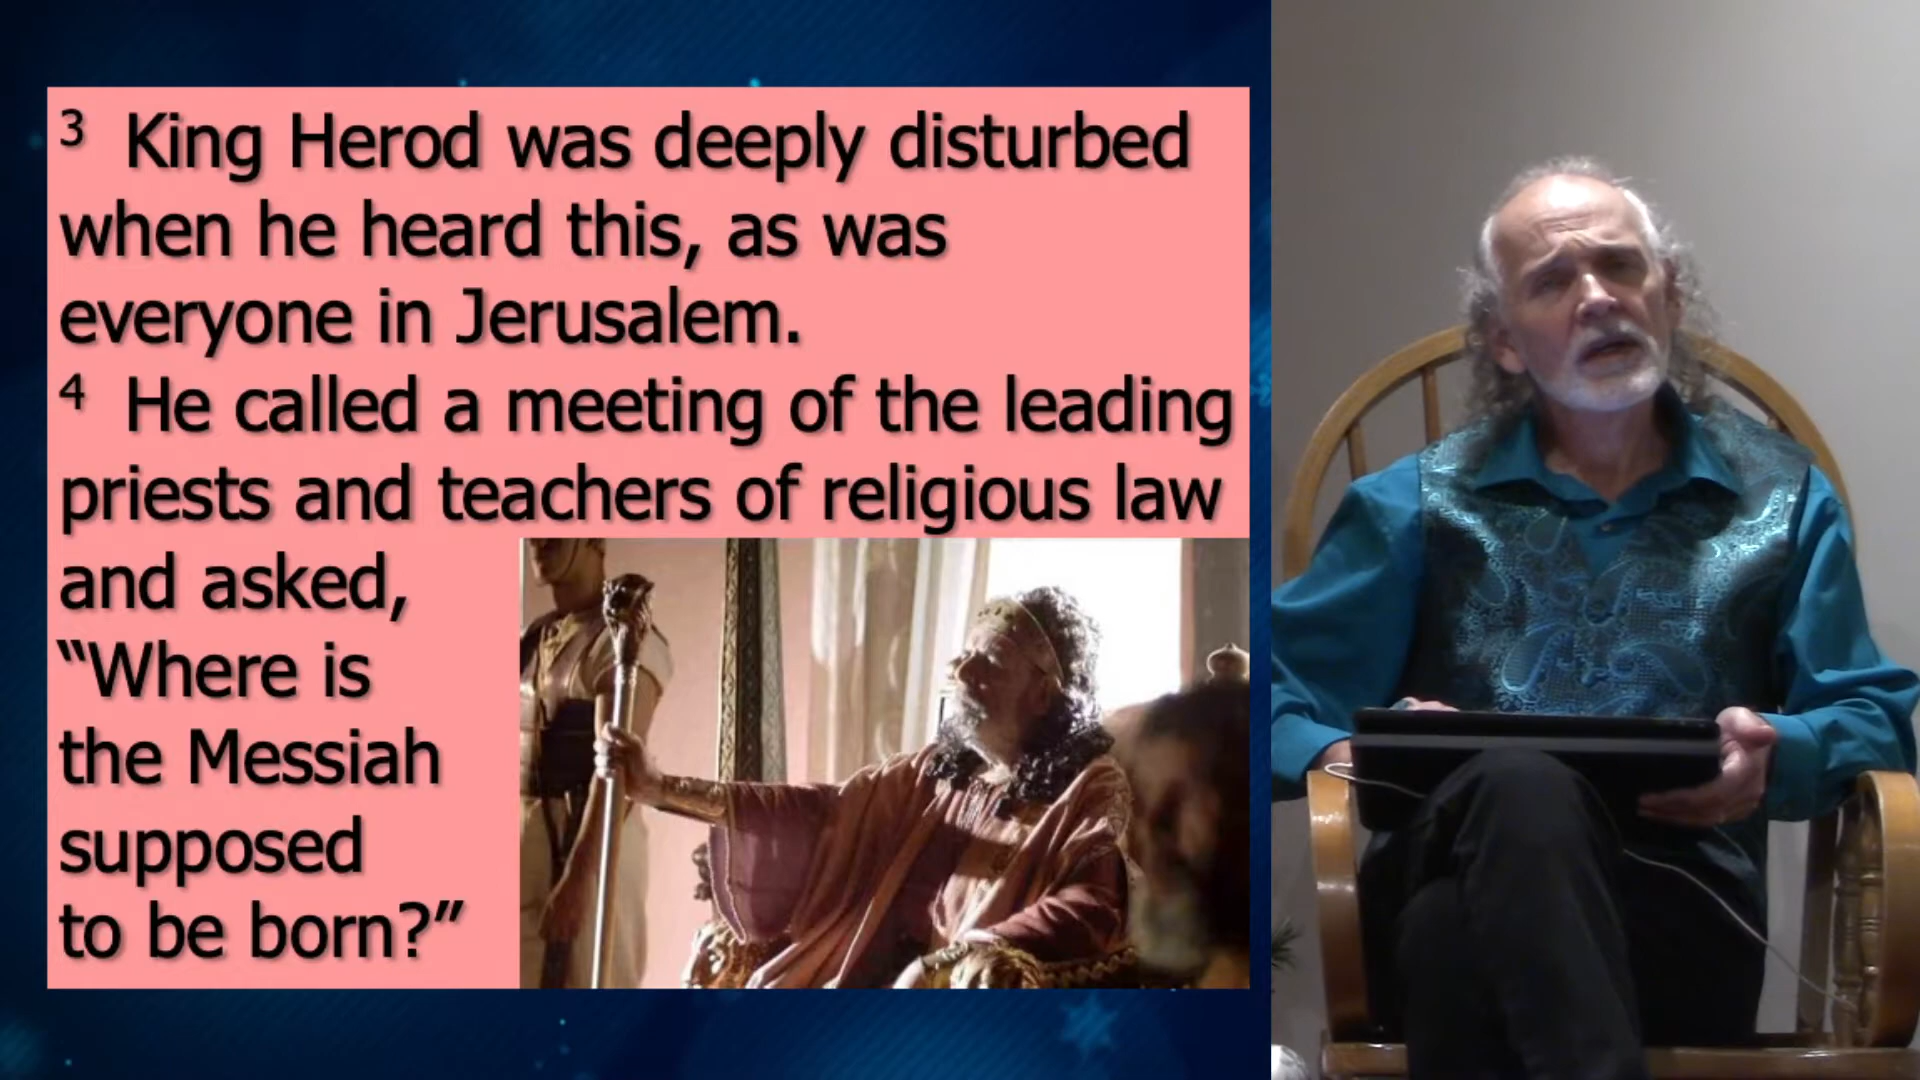 3 King Herod was deeply disturbed
when he heard this, as was
everyone in Jerusalem.
4 He called a meeting of the leading
priests and teachers of religious law
and asked,
“Where is
the Messiah
supposed
to be born?”